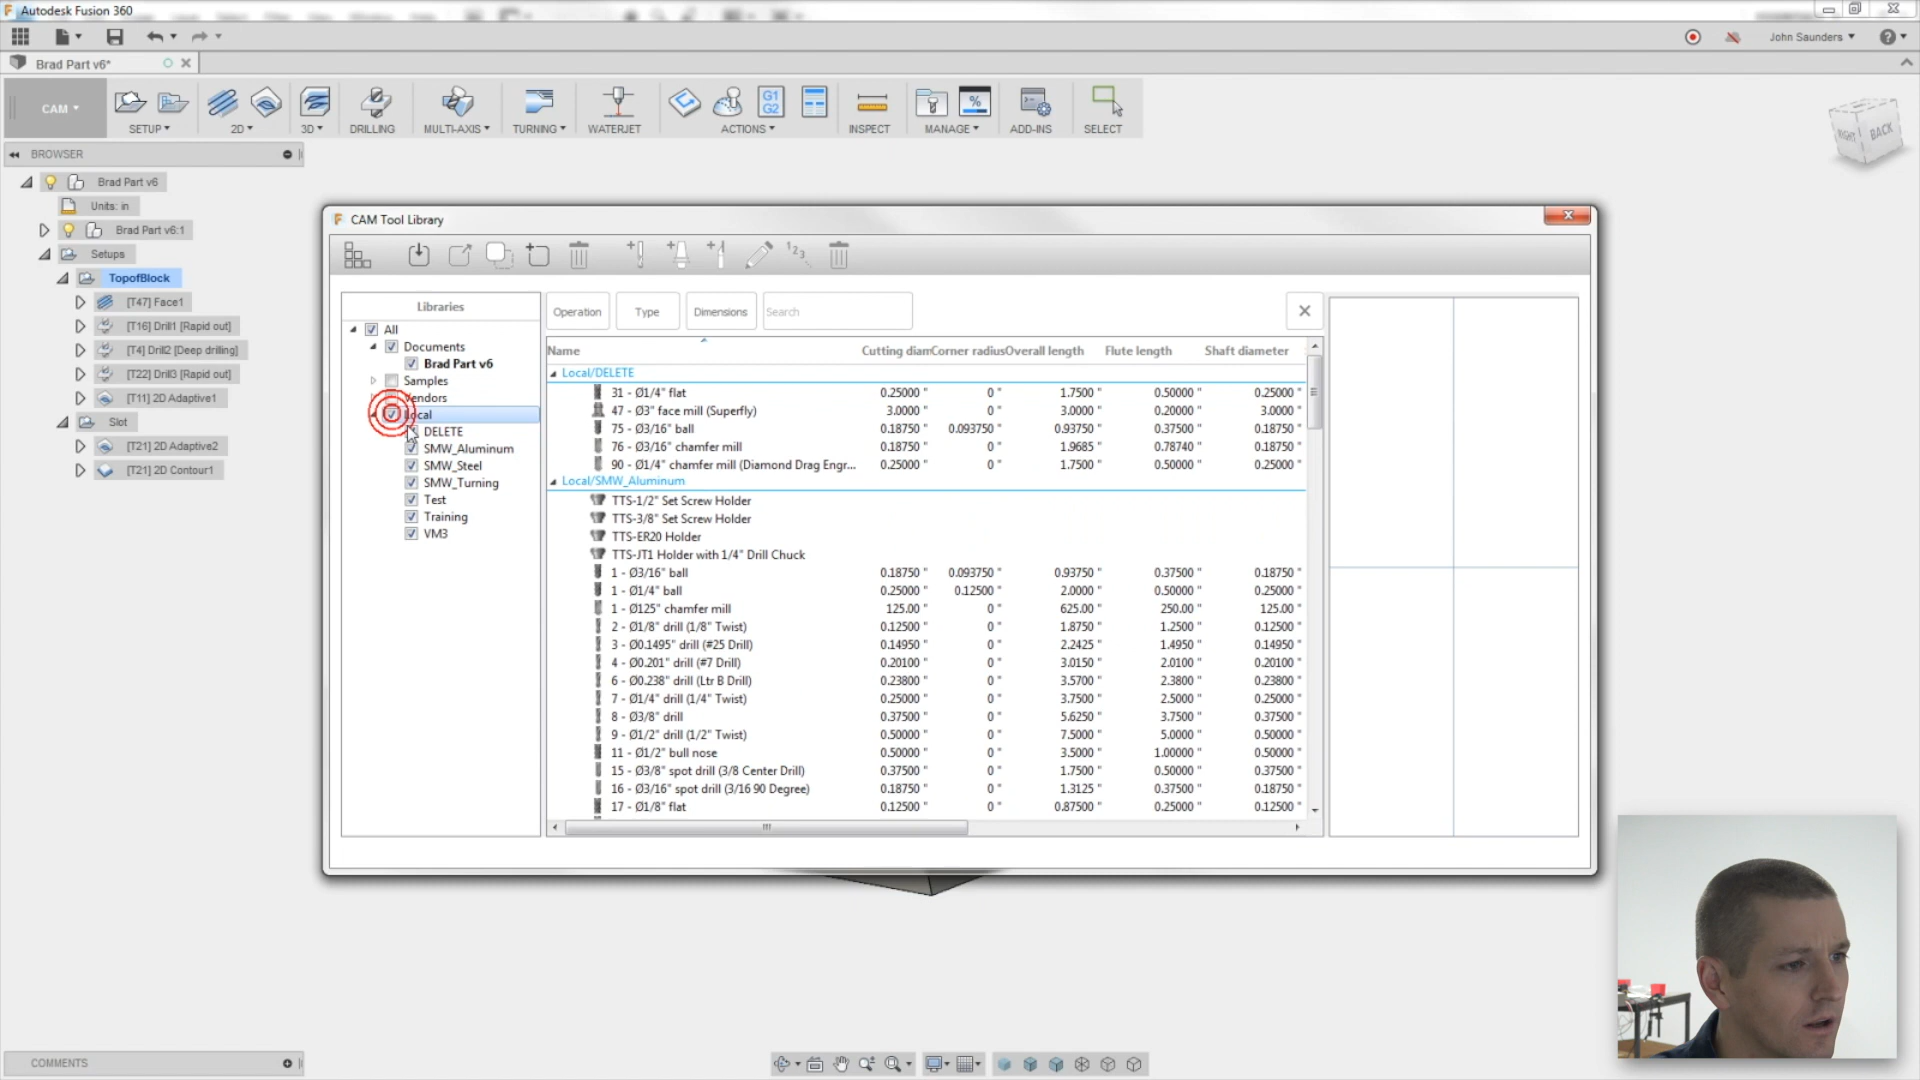 Autodesk Fusion 360
John Saunders
Brad Part v6*
CAM
SETUP
2D
3D
DRILLING
MULTI-AXIS
TURNING
WATERJET
G1
G2
ACTIONS
INSPECT
%
MANAGE
ADD-INS
SELECT
RIGHT
BACK
BROWSER
Brad Part v6
Units: in
Brad Part v6:1
Setups
TopofBlock
[T47] Face1
[T16] Drill1 [Rapid out]
[T4] Drill2 [Deep drilling]
[T22] Drill3 [Rapid out]
[T11] 2D Adaptive1
Slot
[T21] 2D Adaptive2
[T21] 2D Contour1
CAM Tool Library
Libraries
All
Documents
Brad Part v6
Samples
Vendors
Local
DELETE
SMW_Aluminum
SMW_Steel
SMW_Turning
Test
Training
VM3
Operation
Type
Dimensions
Search
Name Cutting diam Corner radius Overall length Flute length Shaft diameter
Local/DELETE
31 - Ø1/4" flat 0.25000 " 0 " 1.7500 " 0.50000 " 0.25000 "
47 - Ø3" face mill (Superfly) 3.0000 " 0 " 3.0000 " 0.20000 " 3.0000 "
75 - Ø3/16" ball 0.18750 " 0.093750 " 0.93750 " 0.37500 " 0.18750 "
76 - Ø3/16" chamfer mill 0.18750 " 0 " 1.9685 " 0.78740 " 0.18750 "
90 - Ø1/4" chamfer mill (Diamond Drag Engr... 0.25000 " 0 " 1.7500 " 0.50000 " 0.25000 "
Local/SMW_Aluminum
TTS-1/2" Set Screw Holder
TTS-3/8" Set Screw Holder
TTS-ER20 Holder
TTS-JT1 Holder with 1/4" Drill Chuck
1 - Ø3/16" ball 0.18750 " 0.093750 " 0.93750 " 0.37500 " 0.18750 "
1 - Ø1/4" ball 0.25000 " 0.12500 " 2.0000 " 0.50000 " 0.25000 "
1 - Ø125" chamfer mill 125.00 " 0 " 625.00 " 250.00 " 125.00 "
2 - Ø1/8" drill (1/8" Twist) 0.12500 " 0 " 1.8750 " 1.2500 " 0.12500 "
3 - Ø0.1495" drill (#25 Drill) 0.14950 " 0 " 2.2425 " 1.4950 " 0.14950 "
4 - Ø0.201" drill (#7 Drill) 0.20100 " 0 " 3.0150 " 2.0100 " 0.20100 "
6 - Ø0.238" drill (Ltr B Drill) 0.23800 " 0 " 3.5700 " 2.3800 " 0.23800 "
7 - Ø1/4" drill (1/4" Twist) 0.25000 " 0 " 3.7500 " 2.5000 " 0.25000 "
8 - Ø3/8" drill 0.37500 " 0 " 5.6250 " 3.7500 " 0.37500 "
9 - Ø1/2" drill (1/2" Twist) 0.50000 " 0 " 7.5000 " 5.0000 " 0.50000 "
11 - Ø1/2" bull nose 0.50000 " 0 " 3.5000 " 1.00000 " 0.50000 "
15 - Ø3/8" spot drill (3/8 Center Drill) 0.37500 " 0 " 1.7500 " 0.50000 " 0.37500 "
16 - Ø3/16" spot drill (3/16 90 Degree) 0.18750 " 0 " 1.3125 " 0.37500 " 0.18750 "
17 - Ø1/8" flat 0.12500 " 0 " 0.87500 " 0.25000 " 0.12500 "
COMMENTS